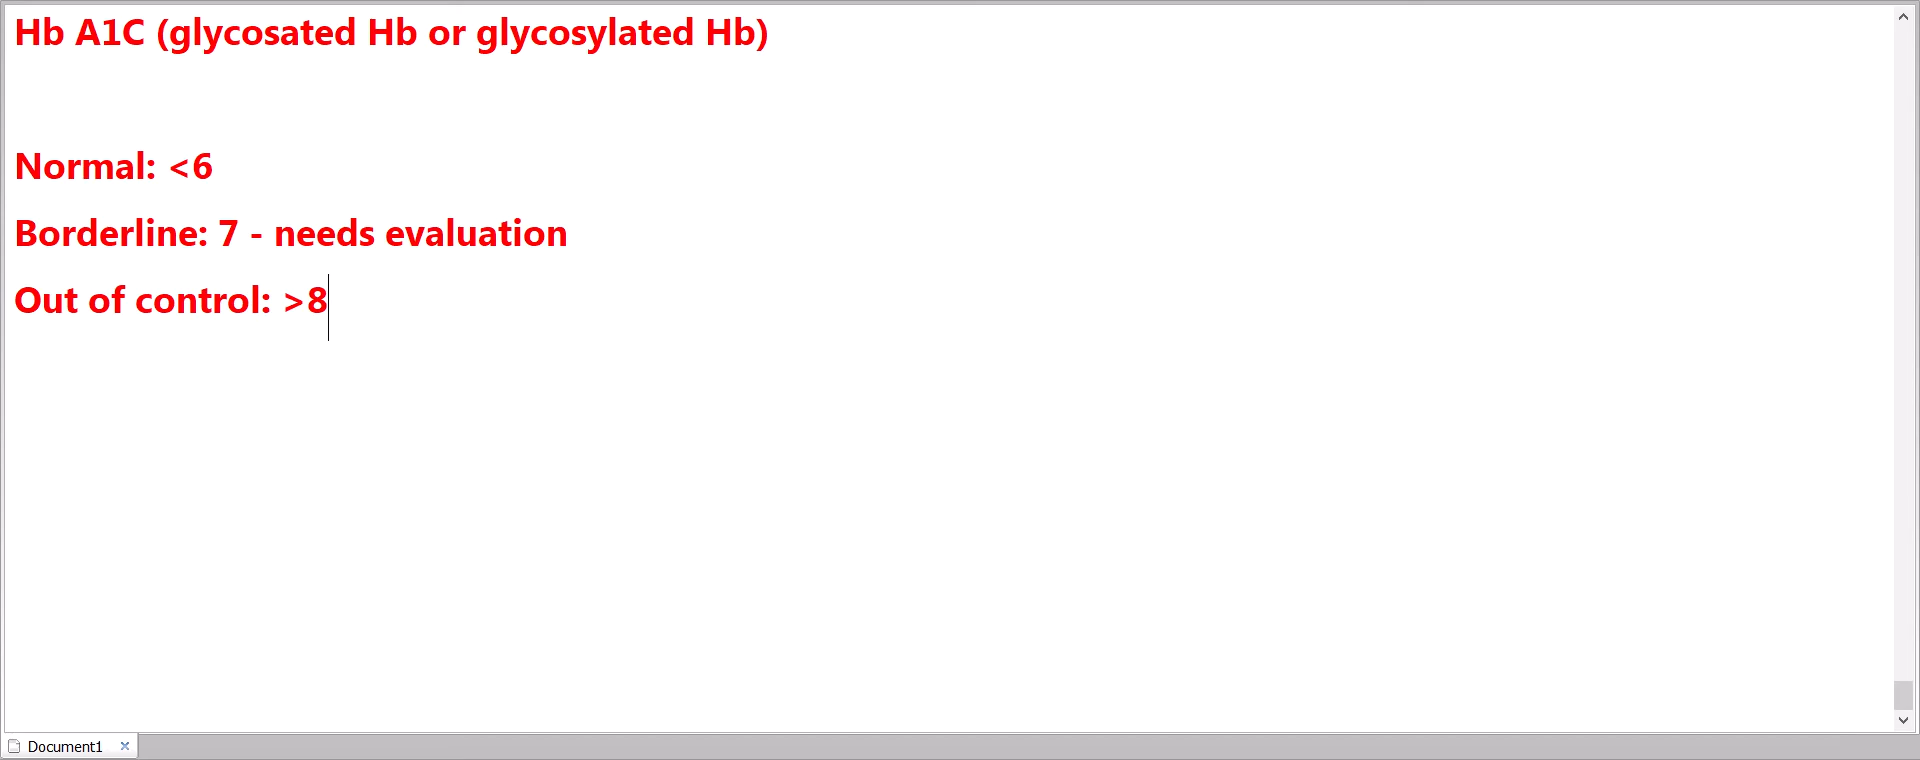 Hb A1C (glycosated Hb or glycosylated Hb)
Normal: <6
Borderline: 7 - needs evaluation
Out of control: >8
Document1